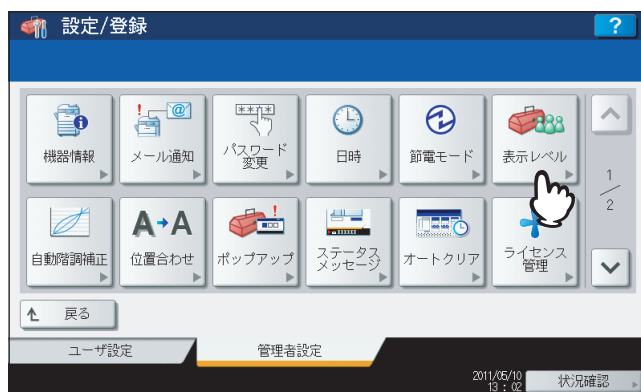 設定/登録
?
機器情報
メール通知
****
パスワード
変更
日時
節電モード
表示レベル
1
2
自動階調補正
A→A
位置合わせ
ポップアップ
ステータス
メッセージ
オートクリア
ライセンス
管理
戻る
ユーザ設定
管理者設定
2011/05/10
13 : 02
状況確認